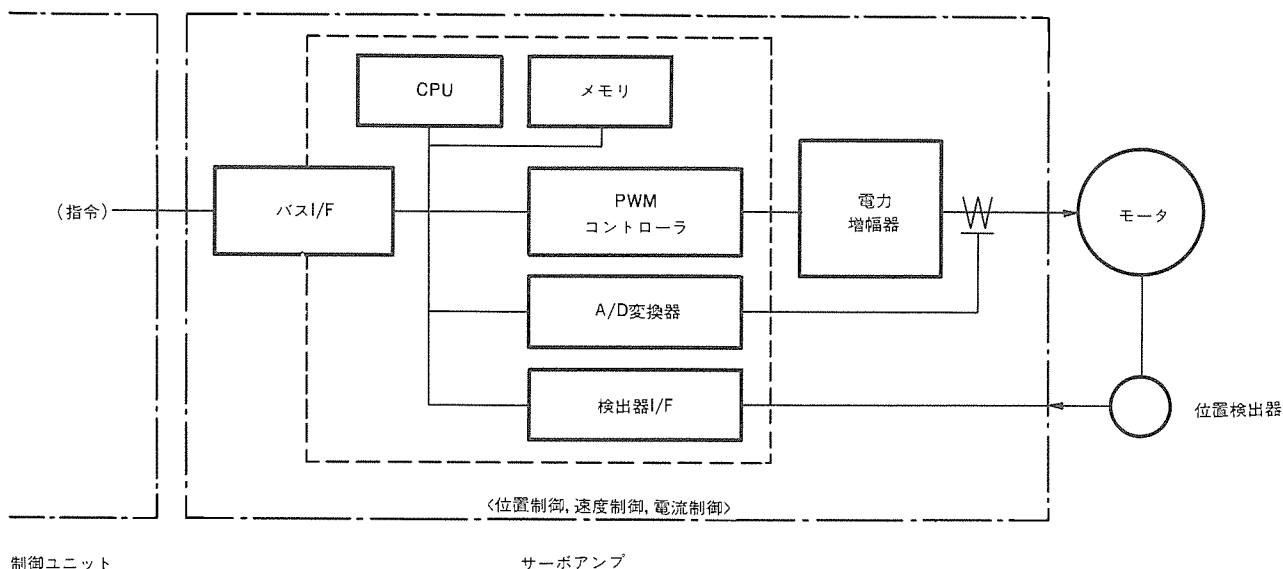 CPU
メモリ
(指令)
バスI/F
PWM
コントローラ
電力
増幅器
モータ
A/D変換器
検出器I/F
位置検出器
〈位置制御, 速度制御, 電流制御〉
制御ユニット
サーボアンプ